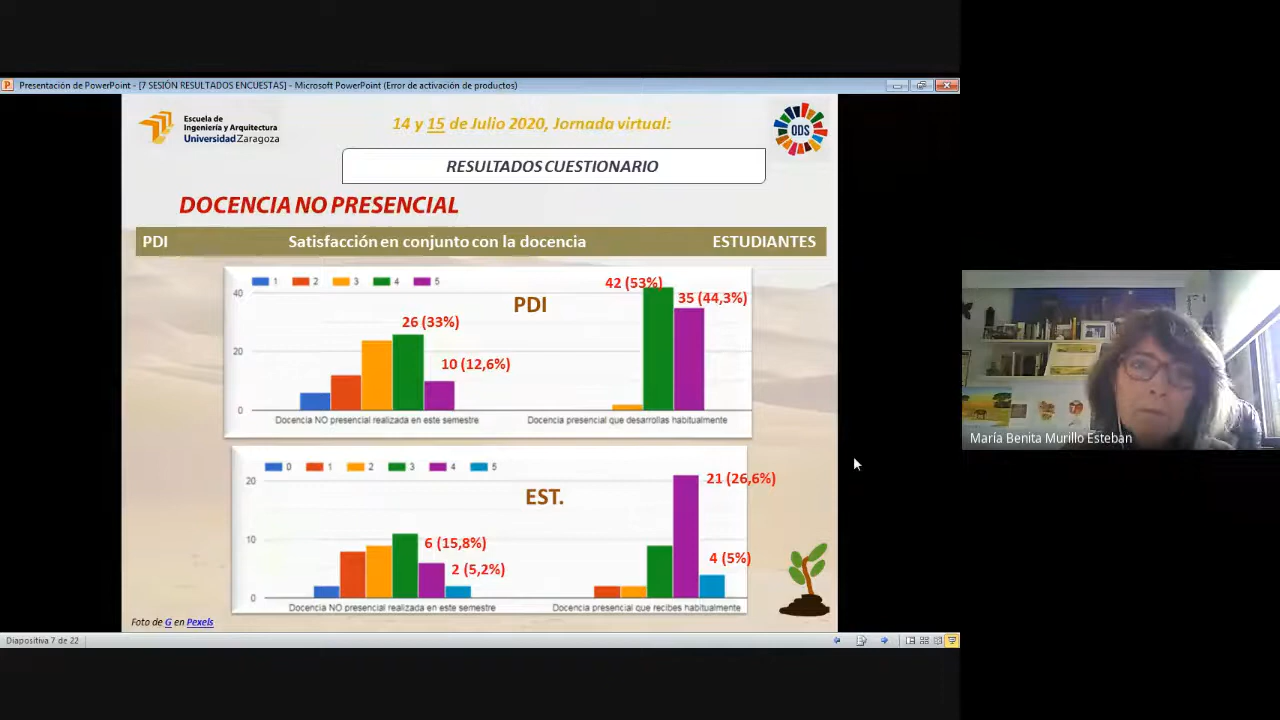 Presentación de PowerPoint - [7 SESIÓN RESULTADOS ENCUESTAS] - Microsoft PowerPoint (Error de activación de productos)
Escuela de
Ingeniería y Arquitectura
Universidad Zaragoza
14 y 15 de Julio 2020, Jornada virtual:
ODS
RESULTADOS CUESTIONARIO
DOCENCIA NO PRESENCIAL
PDI Satisfacción en conjunto con la docencia ESTUDIANTES
1 2 3 4 5
PDI
40
20
0
26 (33%)
10 (12,6%)
42 (53%)
35 (44,3%)
Docencia NO presencial realizada en este semestre Docencia presencial que desarrollas habitualmente
0 1 2 3 4 5
EST.
20
10
0
6 (15,8%)
2 (5,2%)
21 (26,6%)
4 (5%)
Docencia NO presencial realizada en este semestre Docencia presencial que recibes habitualmente
Foto de G en Pexels
Diapositiva 7 de 22
María Benita Murillo Esteban